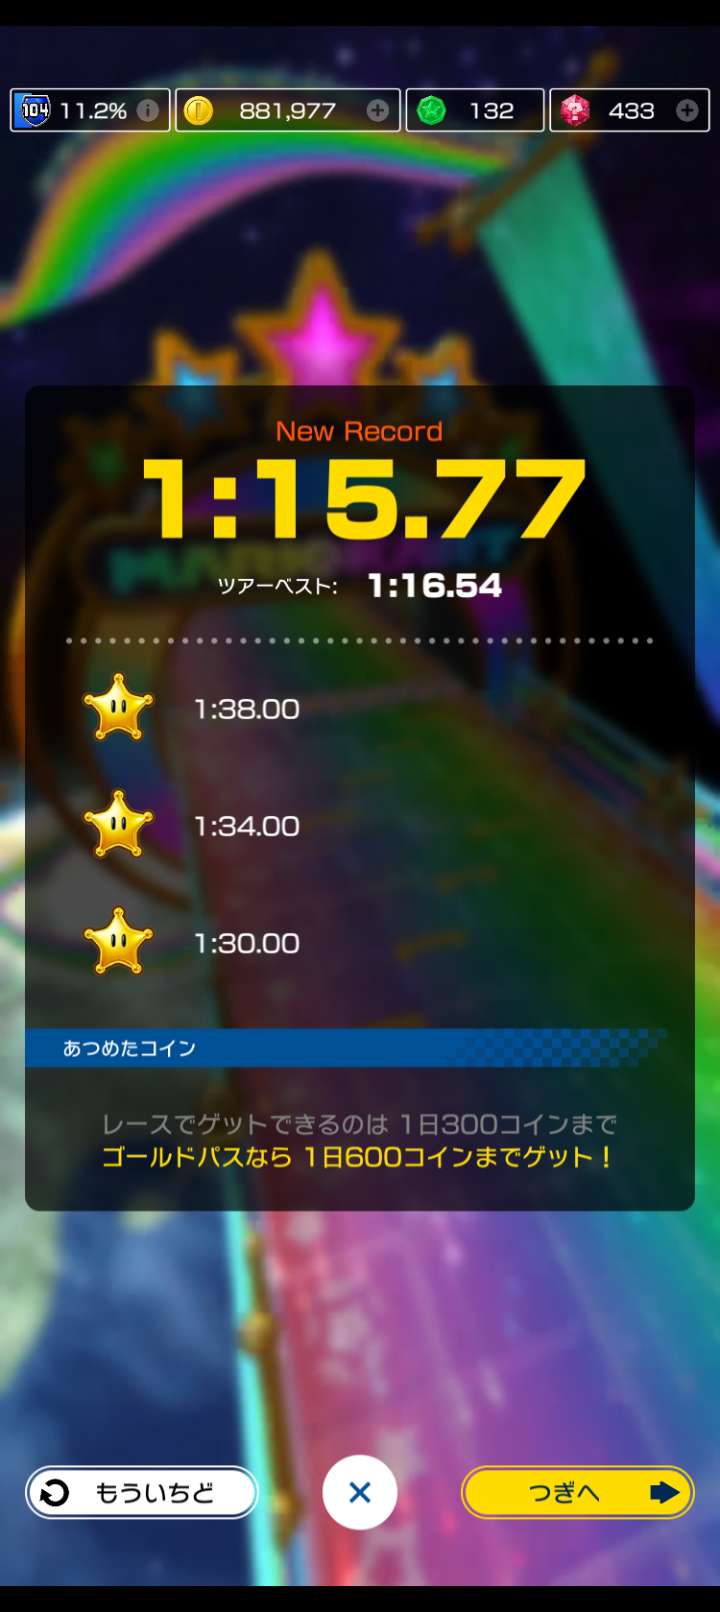 104 11.2% i 881,977 + 132 433 +
New Record
1:15.77
ツアーベスト: 1:16.54
1:38.00
1:34.00
1:30.00
あつめたコイン
レースでゲットできるのは 1日300コインまで
ゴールドパスなら 1日600コインまでゲット!
もういちど × つぎへ